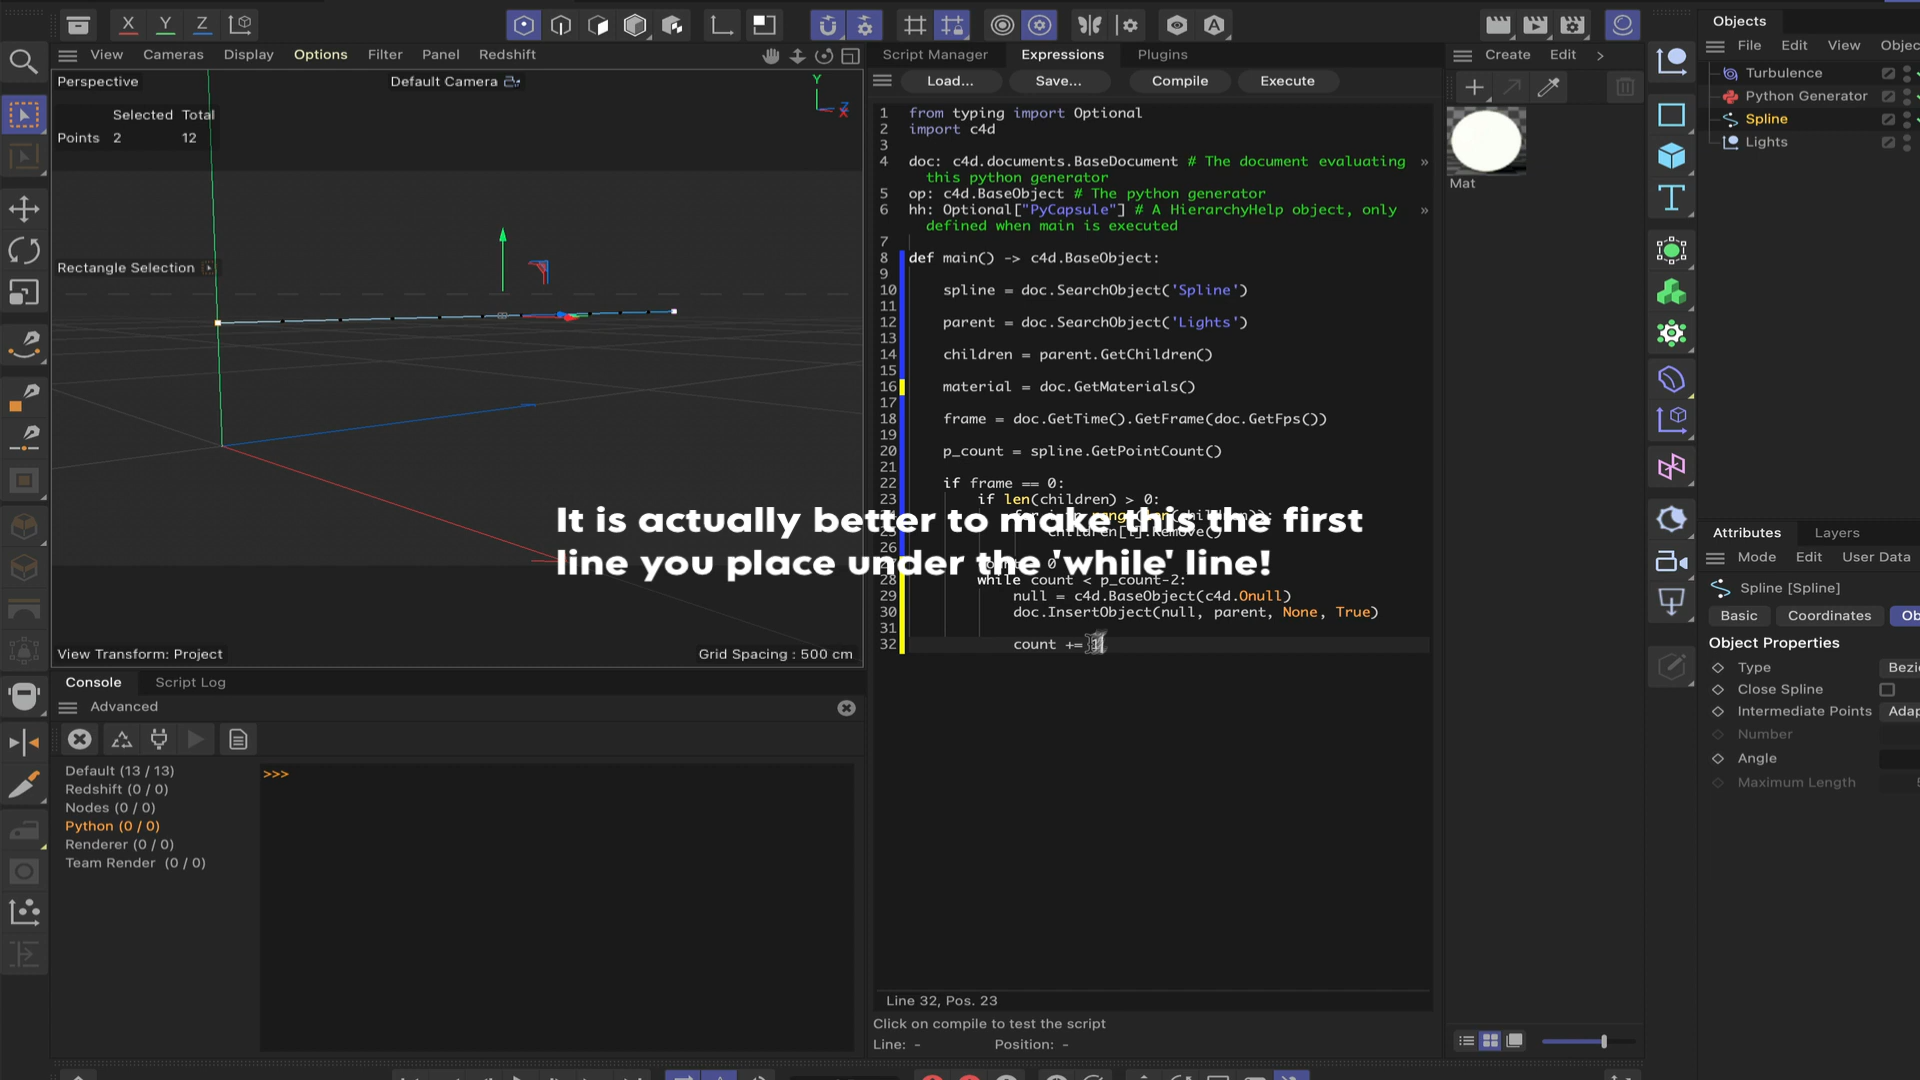 X Y Z
View Cameras Display Options Filter Panel Redshift
Perspective
Default Camera
Y
Z
X
Selected Total
Points 2 12
Rectangle Selection
View Transform: Project
Grid Spacing : 500 cm
Console Script Log
Advanced
Default (13 / 13)
Redshift (0 / 0)
Nodes (0 / 0)
Python (0 / 0)
Renderer (0 / 0)
Team Render (0 / 0)
>>>
Script Manager Expressions Plugins
Load... Save... Compile Execute
1 from typing import Optional
2 import c4d
3
4 doc: c4d.documents.BaseDocument # The document evaluating »
this python generator
5 op: c4d.BaseObject # The python generator
6 hh: Optional["PyCapsule"] # A HierarchyHelp object, only »
defined when main is executed
7
8 def main() -> c4d.BaseObject:
9
10 spline = doc.SearchObject('Spline')
11
12 parent = doc.SearchObject('Lights')
13
14 children = parent.GetChildren()
15
16 material = doc.GetMaterials()
17
18 frame = doc.GetTime().GetFrame(doc.GetFps())
19
20 p_count = spline.GetPointCount()
21
22 if frame == 0:
23 if len(children) > 0:
It is actually better to make this the first
25 children[i].Remove()
26
line you place under the 'while' line!
28 while count < p_count-2:
29 null = c4d.BaseObject(c4d.Onull)
30 doc.InsertObject(null, parent, None, True)
31
32 count +=
Line 32, Pos. 23
Click on compile to test the script
Line: - Position: -
Create Edit
Mat
Objects
File Edit View Objec
Turbulence
Python Generator
Spline
Lights
Attributes Layers
Mode Edit User Data
Spline [Spline]
Basic Coordinates Ob
Object Properties
Type Bezi
Close Spline
Intermediate Points Adap
Number
Angle
Maximum Length